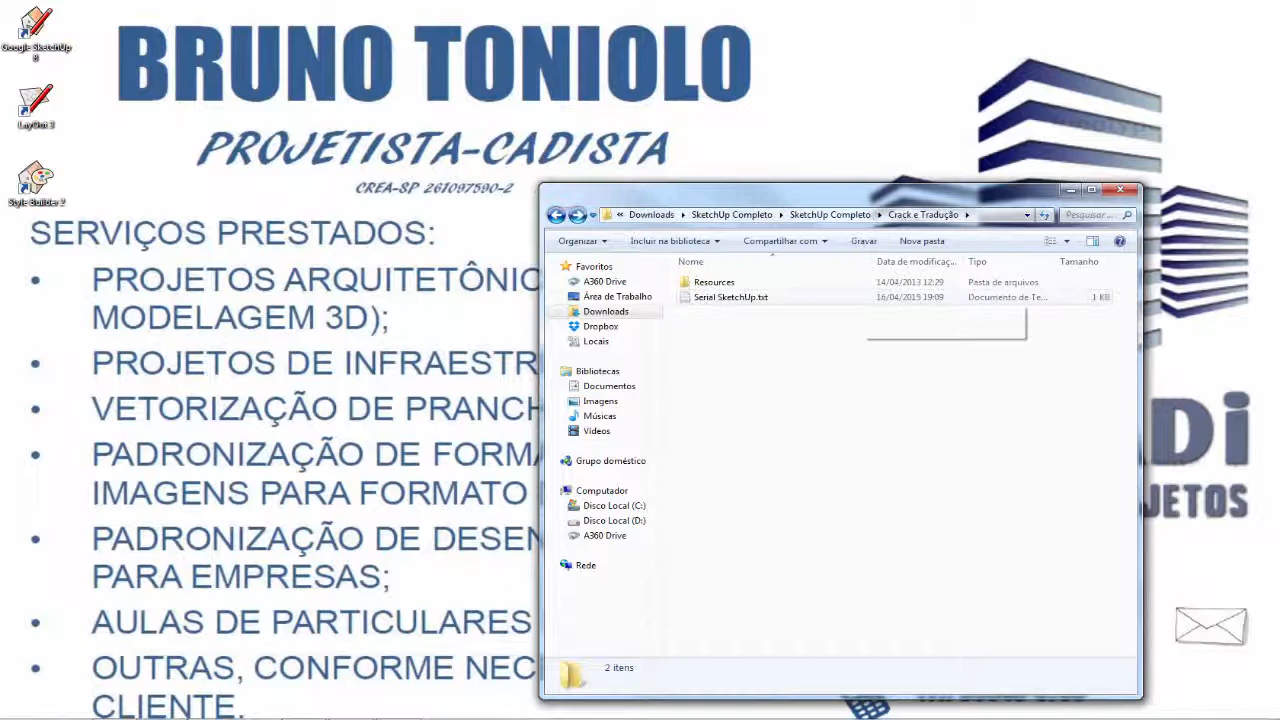 Google SketchUp
8
LayOut 3
Style Builder 2
BRUNO TONIOLO
PROJETISTA-CADISTA
CREA-SP 261097590-2
SERVIÇOS PRESTADOS:
• PROJETOS ARQUITETÔNIC
MODELAGEM 3D);
• PROJETOS DE INFRAESTR
• VETORIZAÇÃO DE PRANCH
• PADRONIZAÇÃO DE FORMA
IMAGENS PARA FORMATO
• PADRONIZAÇÃO DE DESEN
PARA EMPRESAS;
• AULAS DE PARTICULARES
• OUTRAS, CONFORME NEC
CLIENTE.
« Downloads SketchUp Completo SketchUp Completo Crack e Tradução
Pesquisar...
Organizar Incluir na biblioteca Compartilhar com Gravar Nova pasta
Nome Data de modificaç... Tipo Tamanho
Resources 14/04/2013 12:29 Pasta de arquivos
Serial SketchUp.txt 16/04/2015 19:09 Documento de Te... 1 KB
Favoritos
A360 Drive
Área de Trabalho
Downloads
Dropbox
Locais
Bibliotecas
Documentos
Imagens
Músicas
Vídeos
Grupo doméstico
Computador
Disco Local (C:)
Disco Local (D:)
A360 Drive
Rede
2 itens
Di
JETOS